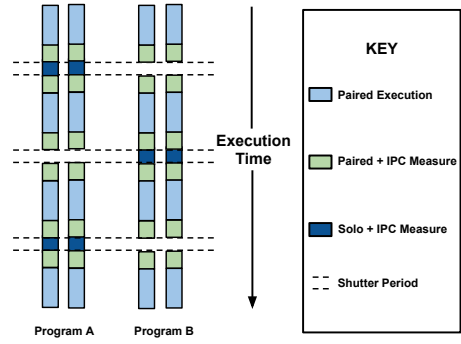 KEY
Paired Execution
Execution
Time
Paired + IPC Measure
Solo + IPC Measure
Shutter Period
Program A
Program B